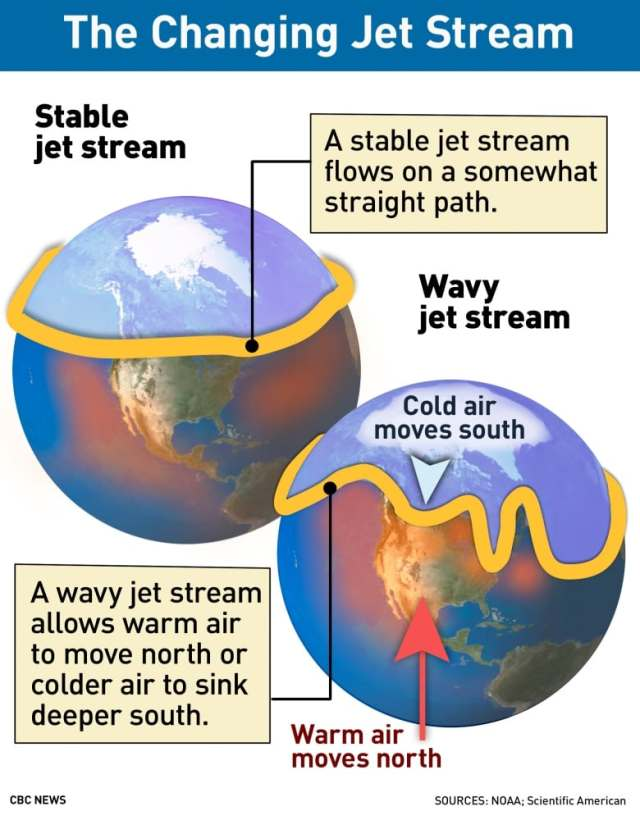 The Changing Jet Stream
Stable
jet stream
A stable jet stream
flows on a somewhat
straight path.
Wavy
jet stream
Cold air
moves south
A wavy jet stream
allows warm air
to move north or
colder air to sink
deeper south.
Warm air
moves north
CBC NEWS
SOURCES: NOAA; Scientific American